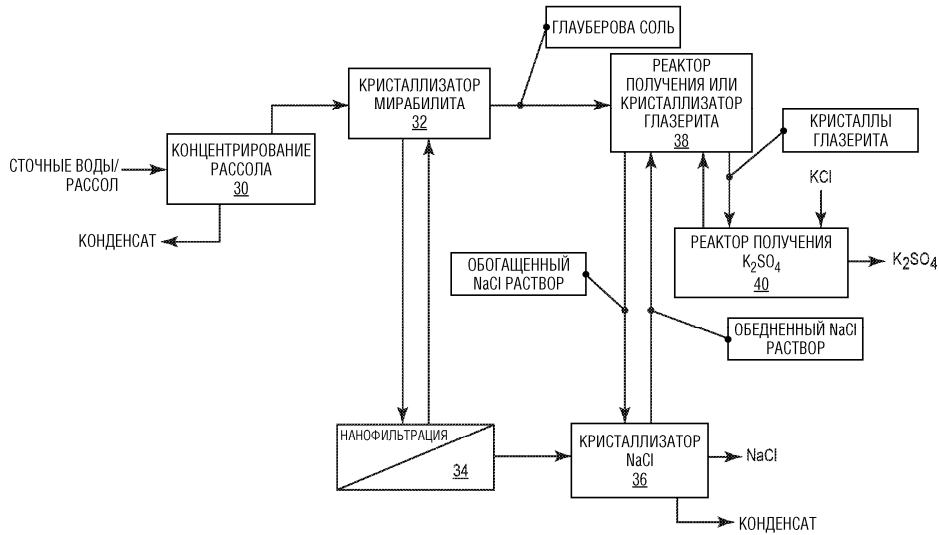 ГЛАУБЕРОВА СОЛЬ
КРИСТАЛЛИЗАТОР
МИРАБИЛИТА
32
РЕАКТОР
ПОЛУЧЕНИЯ ИЛИ
КРИСТАЛЛИЗАТОР
ГЛАЗЕРИТА
38
КРИСТАЛЛЫ
ГЛАЗЕРИТА
СТОЧНЫЕ ВОДЫ/
РАССОЛ
КОНЦЕНТРИРОВАНИЕ
РАССОЛА
30
KCl
КОНДЕНСАТ
РЕАКТОР ПОЛУЧЕНИЯ
K₂SO₄
40
K₂SO₄
ОБОГАЩЕННЫЙ
NaCl РАСТВОР
ОБЕДНЕННЫЙ NaCl
РАСТВОР
НАНОФИЛЬТРАЦИЯ
34
КРИСТАЛЛИЗАТОР
NaCl
36
NaCl
КОНДЕНСАТ